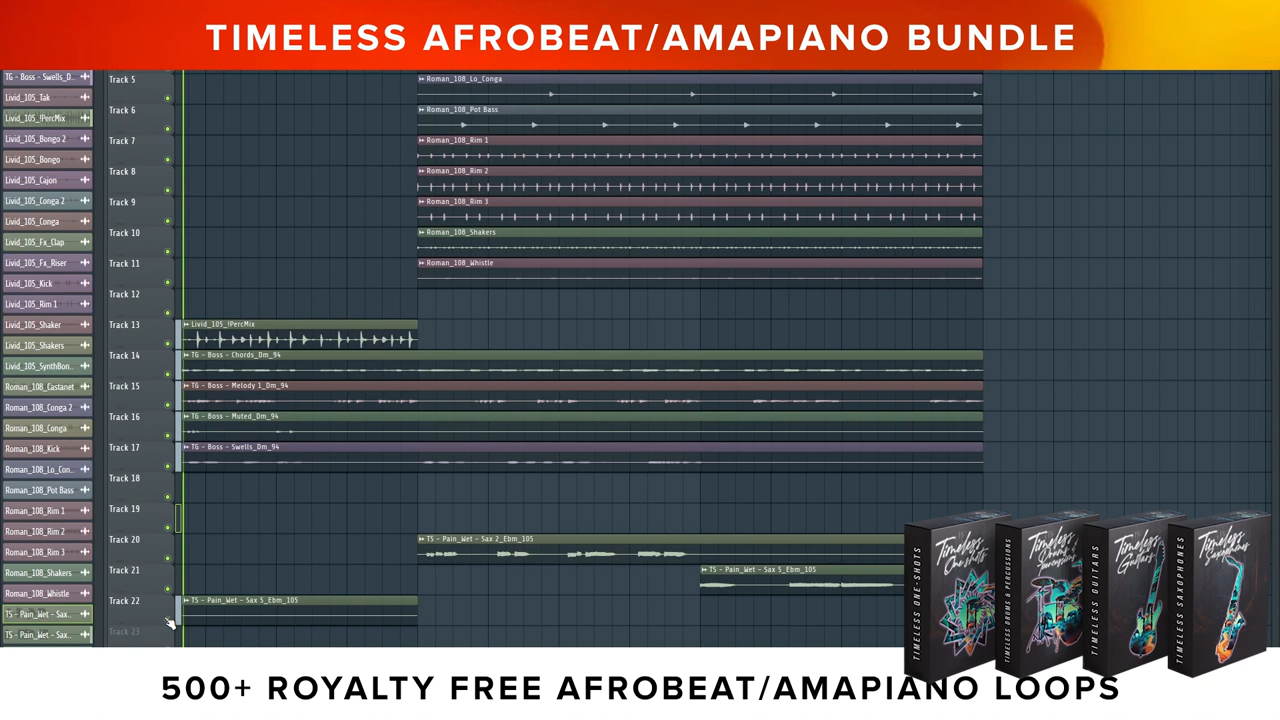 TIMELESS AFROBEAT/AMAPIANO BUNDLE
TG - Boss - Swells_D..
Livid_105_Tak
Livid_105_!PercMix
Livid_105_Bongo 2
Livid_105_Bongo
Livid_105_Cajon
Livid_105_Conga 2
Livid_105_Conga
Livid_105_Fx_Clap
Livid_105_Fx_Riser
Livid_105_Kick
Livid_105_Rim 1
Livid_105_Shaker
Livid_105_Shakers
Livid_105_SynthBon..
Roman_108_Castanet
Roman_108_Conga 2
Roman_108_Conga
Roman_108_Kick
Roman_108_Lo_Con..
Roman_108_Pot Bass
Roman_108_Rim 1
Roman_108_Rim 2
Roman_108_Rim 3
Roman_108_Shakers
Roman_108_Whistle
TS - Pain_Wet - Sax..
TS - Pain_Wet - Sax..
Track 5
Roman_108_Lo_Conga
Track 6
Roman_108_Pot Bass
Track 7
Roman_108_Rim 1
Track 8
Roman_108_Rim 2
Track 9
Roman_108_Rim 3
Track 10
Roman_108_Shakers
Track 11
Roman_108_Whistle
Track 12
Track 13
Livid_105_!PercMix
Track 14
TG - Boss - Chords_Dm_94
Track 15
TG - Boss - Melody 1_Dm_94
Track 16
TG - Boss - Muted_Dm_94
Track 17
TG - Boss - Swells_Dm_94
Track 18
Track 19
Track 20
TS - Pain_Wet - Sax 2_Ebm_105
Track 21
TS - Pain_Wet - Sax 5_Ebm_105
Track 22
TS - Pain_Wet - Sax 5_Ebm_105
Track 23
TIMELESS ONE-SHOTS
Timeless
One shots
TIMELESS DRUMS & PERCUSSIONS
Timeless
Drums &
percussions
TIMELESS GUITARS
Timeless
Guitars
TIMELESS SAXOPHONES
Timeless
Saxophones
500+ ROYALTY FREE AFROBEAT/AMAPIANO LOOPS